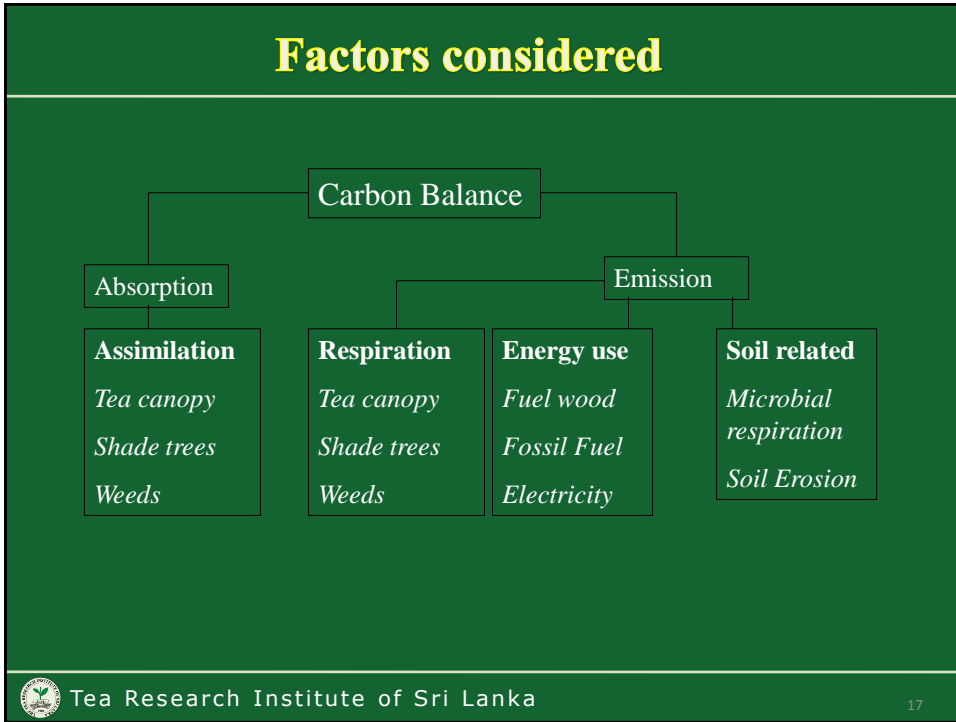 Factors considered
Carbon Balance
Absorption
Emission
Assimilation
Tea canopy
Shade trees
Weeds
Respiration
Tea canopy
Shade trees
Weeds
Energy use
Fuel wood
Fossil Fuel
Electricity
Soil related
Microbial
respiration
Soil Erosion
Tea Research Institute of Sri Lanka
17